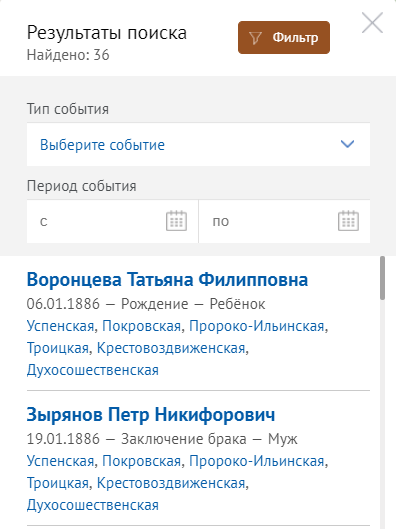 Результаты поиска
Найдено: 36
Фильтр
Тип события
Выберите событие
Период события
с
по
Воронцева Татьяна Филипповна
06.01.1886 — Рождение — Ребёнок
Успенская, Покровская, Пророко-Ильинская,
Троицкая, Крестовоздвиженская,
Духосошественская
Зырянов Петр Никифорович
19.01.1886 — Заключение брака — Муж
Успенская, Покровская, Пророко-Ильинская,
Троицкая, Крестовоздвиженская,
Духосошественская